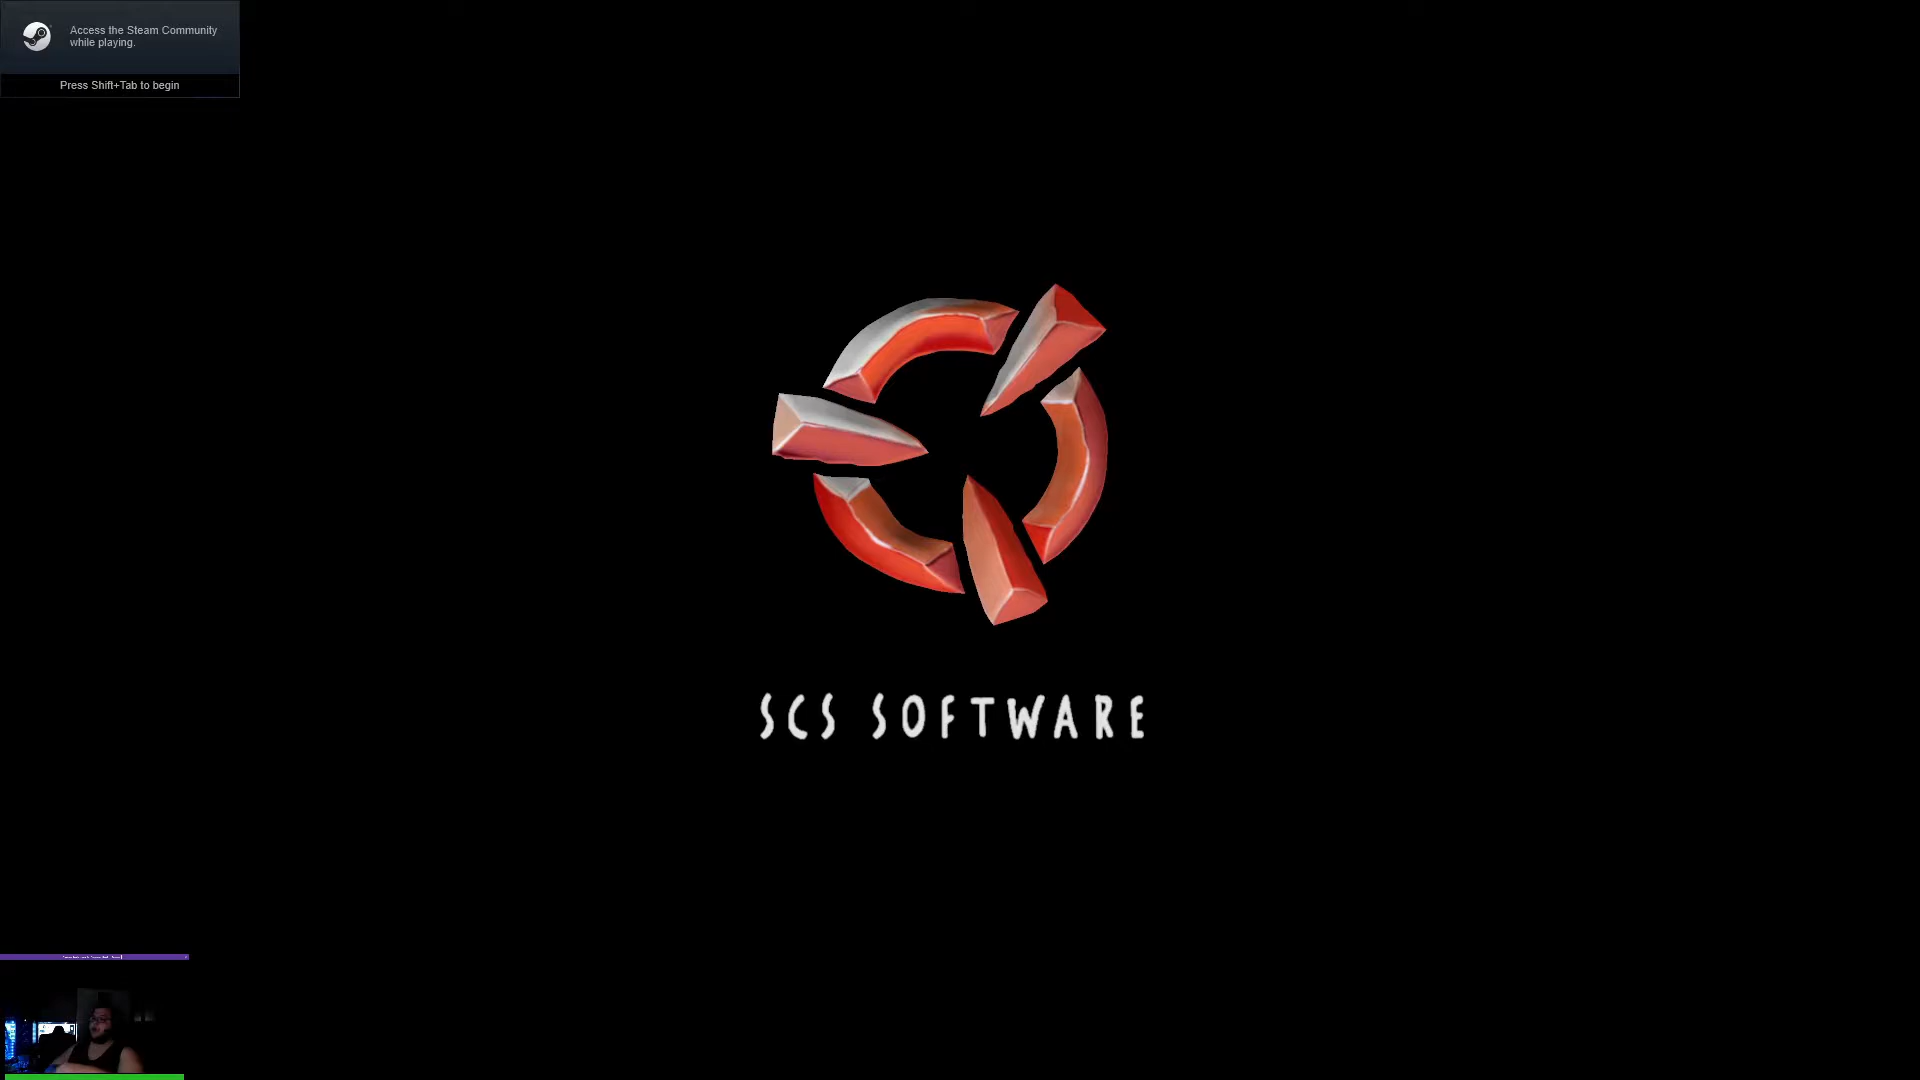 Access the Steam Community
while playing.
Press Shift+Tab to begin
SCS SOFTWARE